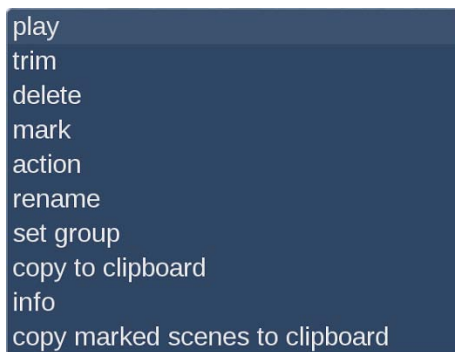 play
trim
delete
mark
action
rename
set group
copy to clipboard
info
copy marked scenes to clipboard